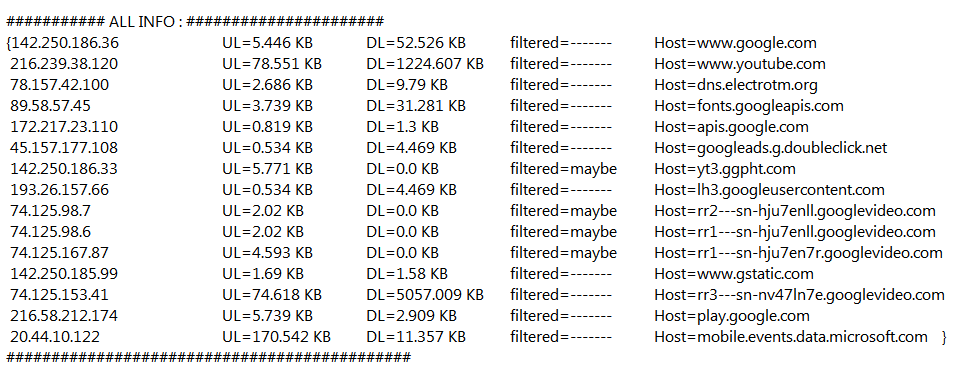 ########### ALL INFO : ######################
{142.250.186.36 UL=5.446 KB DL=52.526 KB filtered=------- Host=www.google.com
216.239.38.120 UL=78.551 KB DL=1224.607 KB filtered=------- Host=www.youtube.com
78.157.42.100 UL=2.686 KB DL=9.79 KB filtered=------- Host=dns.electrotm.org
89.58.57.45 UL=3.739 KB DL=31.281 KB filtered=------- Host=fonts.googleapis.com
172.217.23.110 UL=0.819 KB DL=1.3 KB filtered=------- Host=apis.google.com
45.157.177.108 UL=0.534 KB DL=4.469 KB filtered=------- Host=googleads.g.doubleclick.net
142.250.186.33 UL=5.771 KB DL=0.0 KB filtered=maybe Host=yt3.ggpht.com
193.26.157.66 UL=0.534 KB DL=4.469 KB filtered=------- Host=lh3.googleusercontent.com
74.125.98.7 UL=2.02 KB DL=0.0 KB filtered=maybe Host=rr2---sn-hju7enll.googlevideo.com
74.125.98.6 UL=2.02 KB DL=0.0 KB filtered=maybe Host=rr1---sn-hju7enll.googlevideo.com
74.125.167.87 UL=4.593 KB DL=0.0 KB filtered=maybe Host=rr1---sn-hju7en7r.googlevideo.com
142.250.185.99 UL=1.69 KB DL=1.58 KB filtered=------- Host=www.gstatic.com
74.125.153.41 UL=74.618 KB DL=5057.009 KB filtered=------- Host=rr3---sn-nv47ln7e.googlevideo.com
216.58.212.174 UL=5.739 KB DL=2.909 KB filtered=------- Host=play.google.com
20.44.10.122 UL=170.542 KB DL=11.357 KB filtered=------- Host=mobile.events.data.microsoft.com }
#############################################